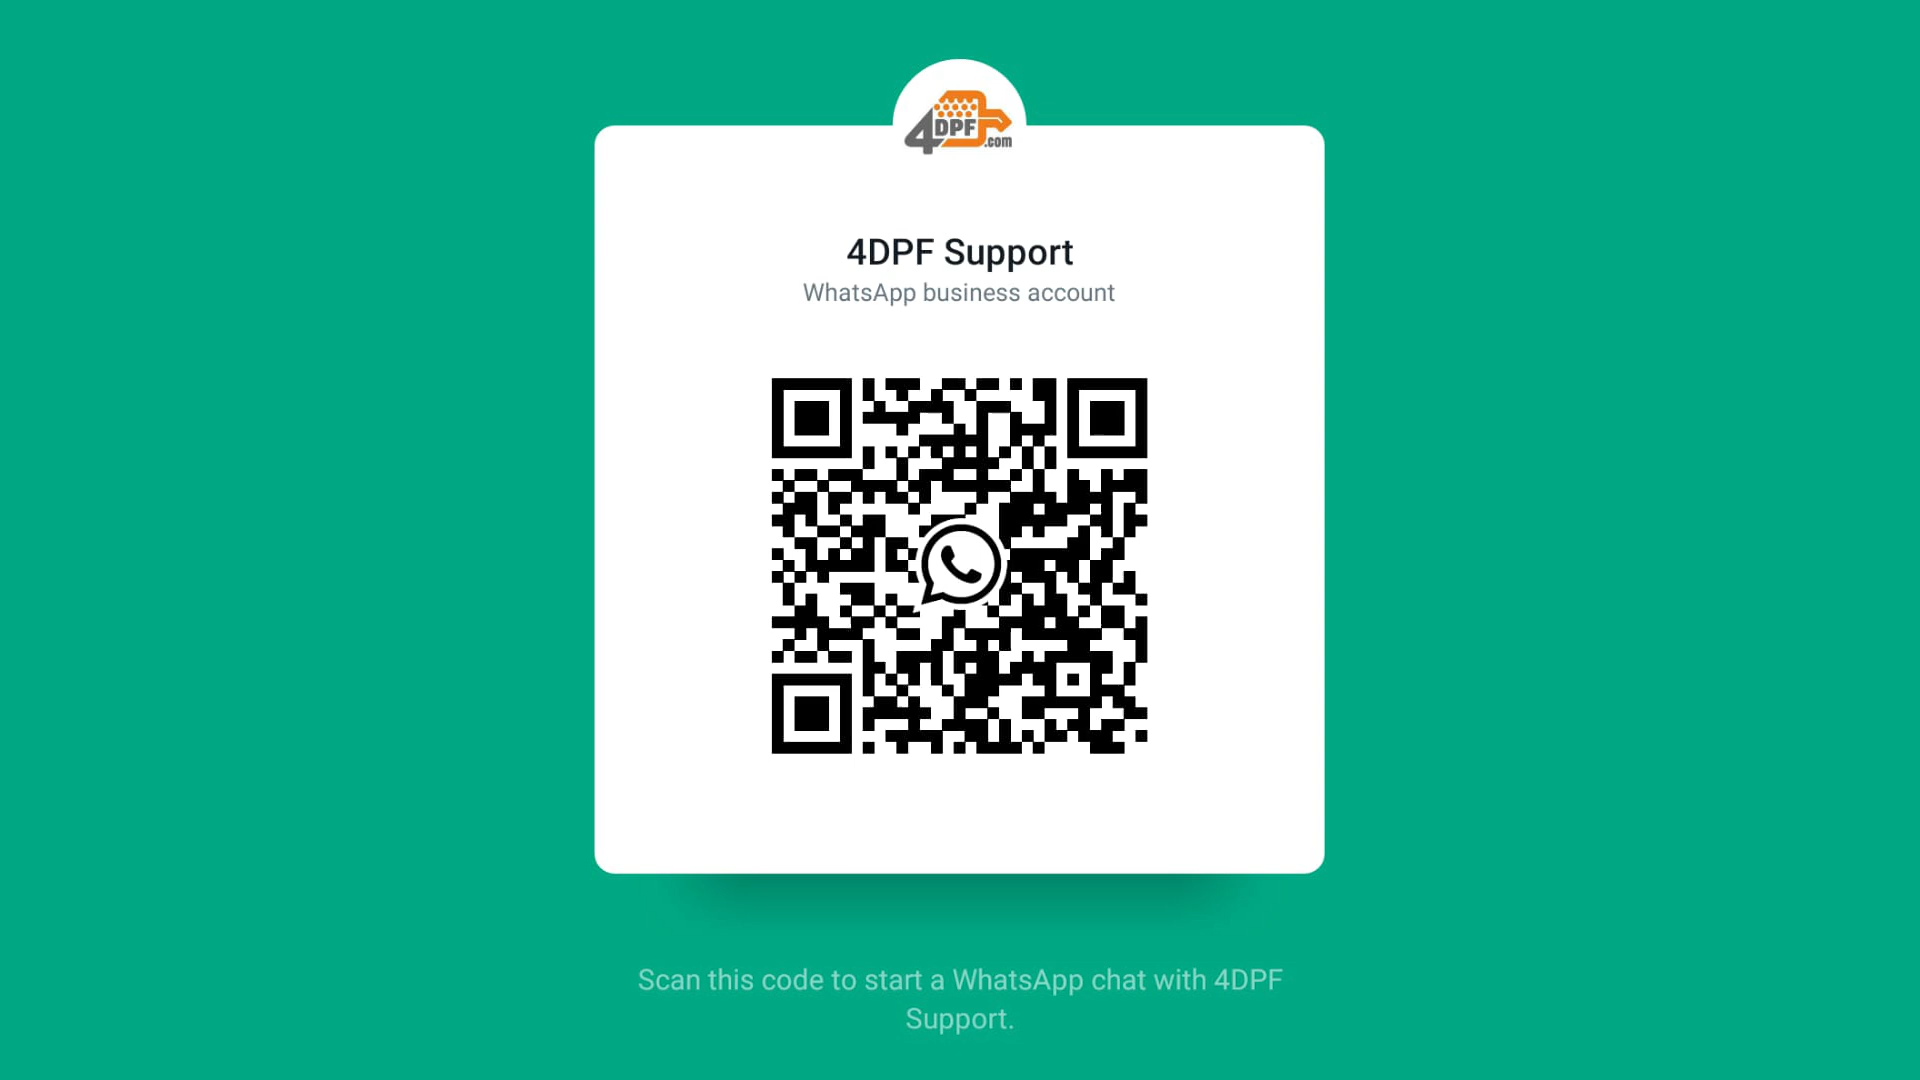 4DPF
.com
4DPF Support
WhatsApp business account
Scan this code to start a WhatsApp chat with 4DPF
Support.